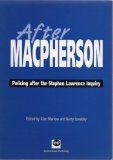 After
MACPHERSON
Policing after the Stephen Lawrence Inquiry
Edited by Alan Marlow and Barry Loveday